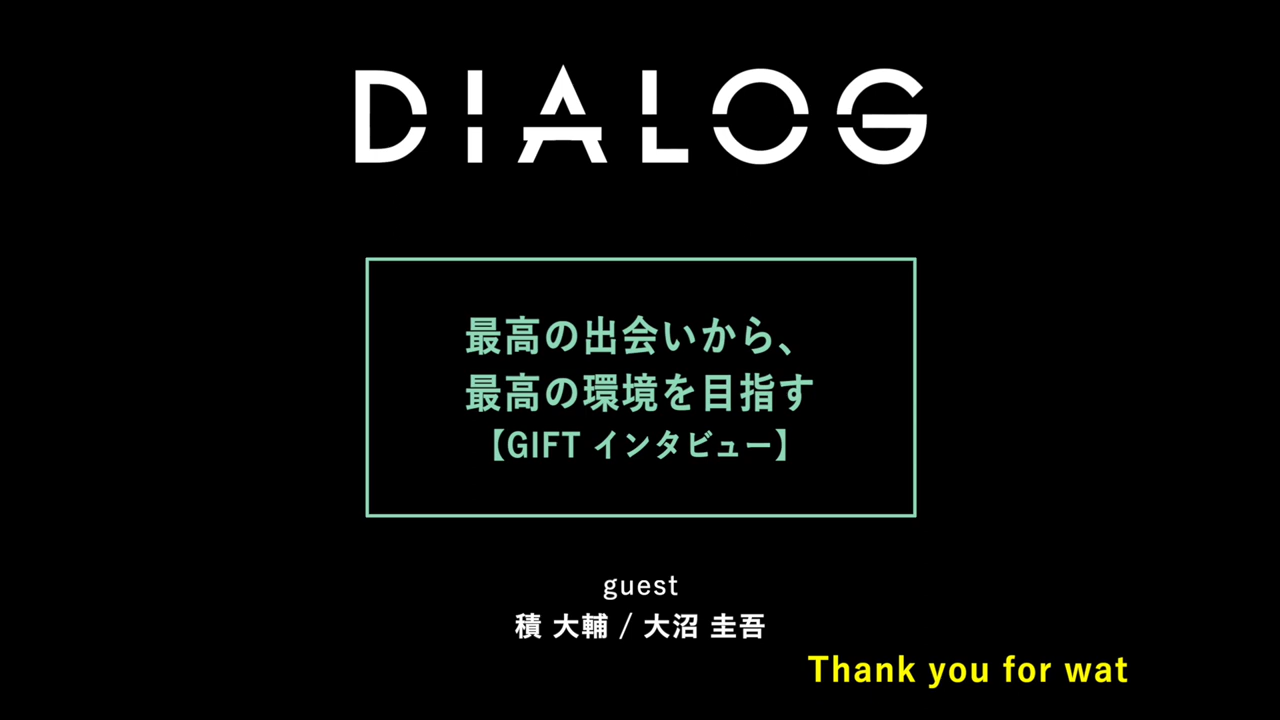 DIALOG
最高の出会いから、
最高の環境を目指す
【GIFT インタビュー】
guest
積 大輔 / 大沼 圭吾
Thank you for wat